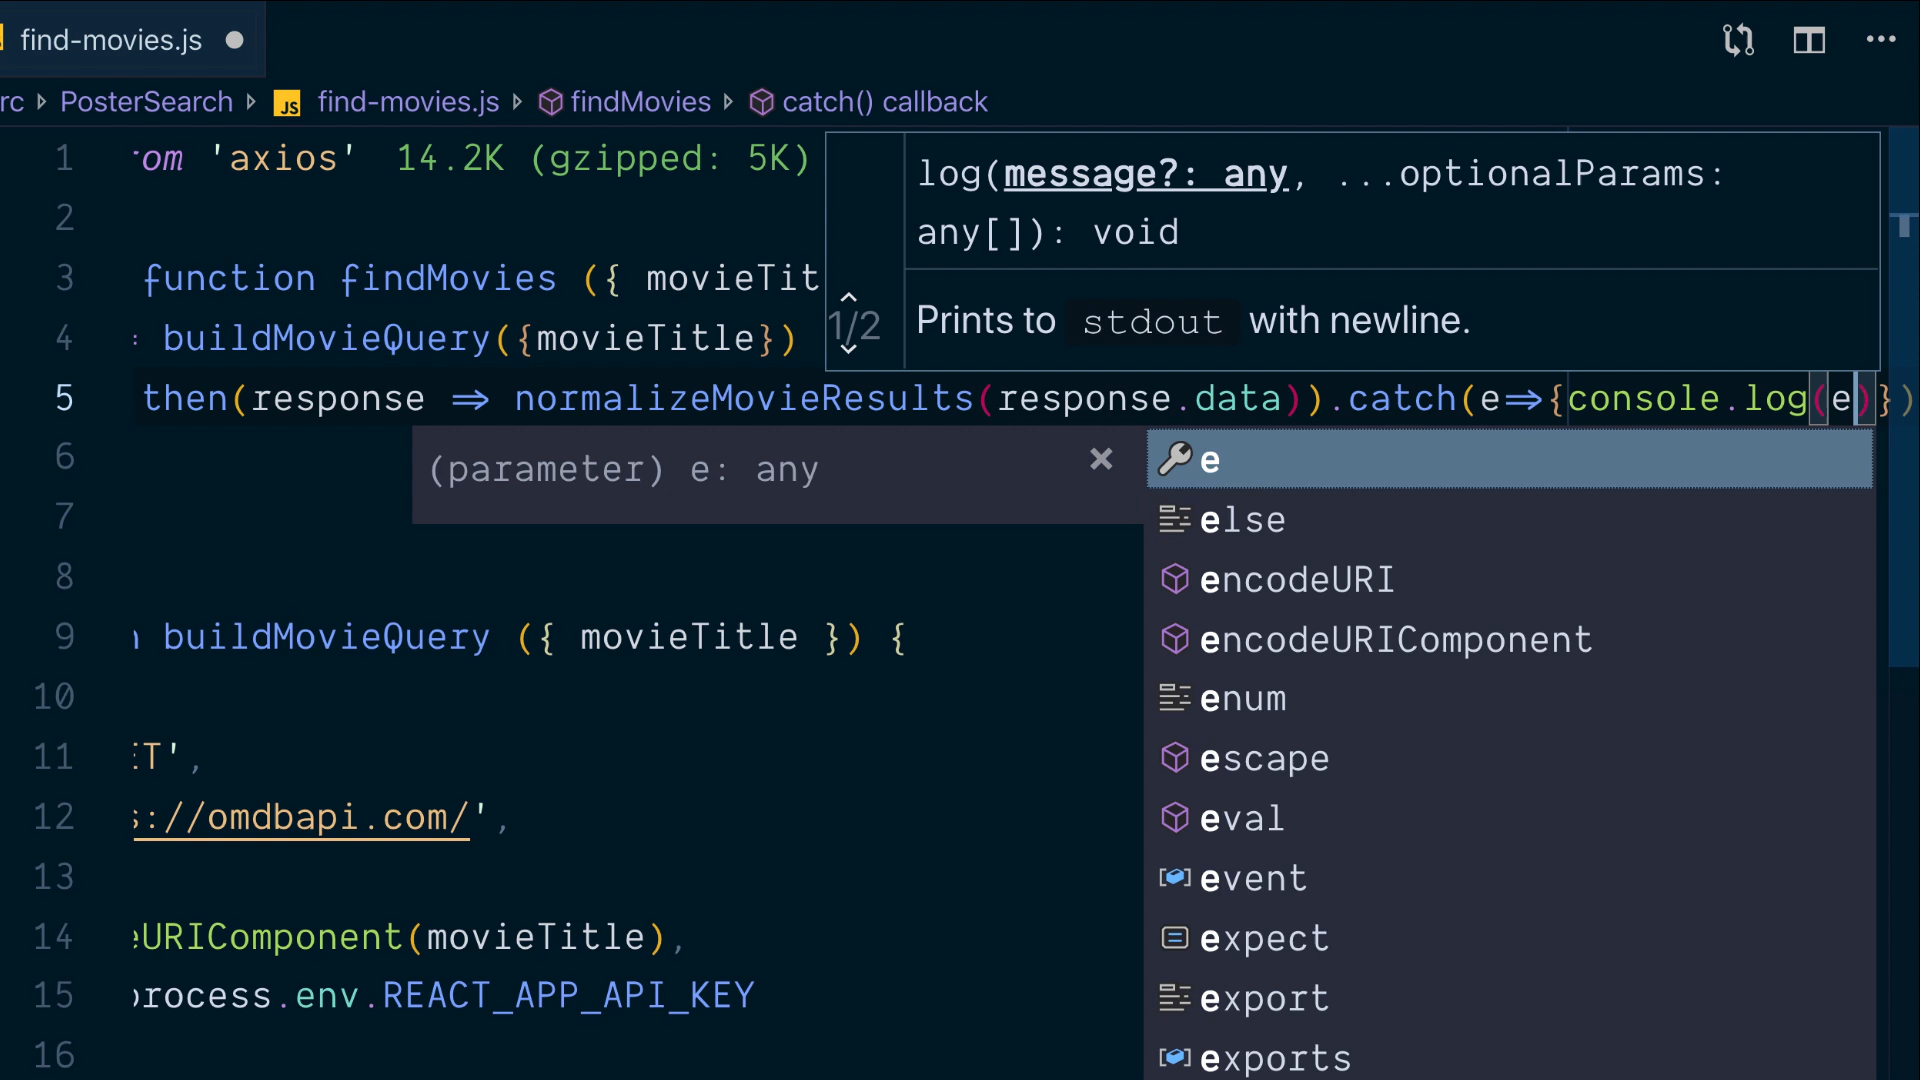 find-movies.js
rc PosterSearch JS find-movies.js findMovies catch() callback
1 om 'axios' 14.2K (gzipped: 5K)
2
3 function findMovies ({ movieTit
4 : buildMovieQuery({movieTitle})
5 then(response => normalizeMovieResults(response.data)).catch(e=>{console.log(e)})
6
7
8
9 n buildMovieQuery ({ movieTitle }) {
10
11 ET',
12 s://omdbapi.com/',
13
14 eURIComponent(movieTitle),
15 process.env.REACT_APP_API_KEY
16
1/2
log(message?: any, ...optionalParams:
any[]): void
Prints to stdout with newline.
(parameter) e: any
e
else
encodeURI
encodeURIComponent
enum
escape
eval
event
expect
export
exports